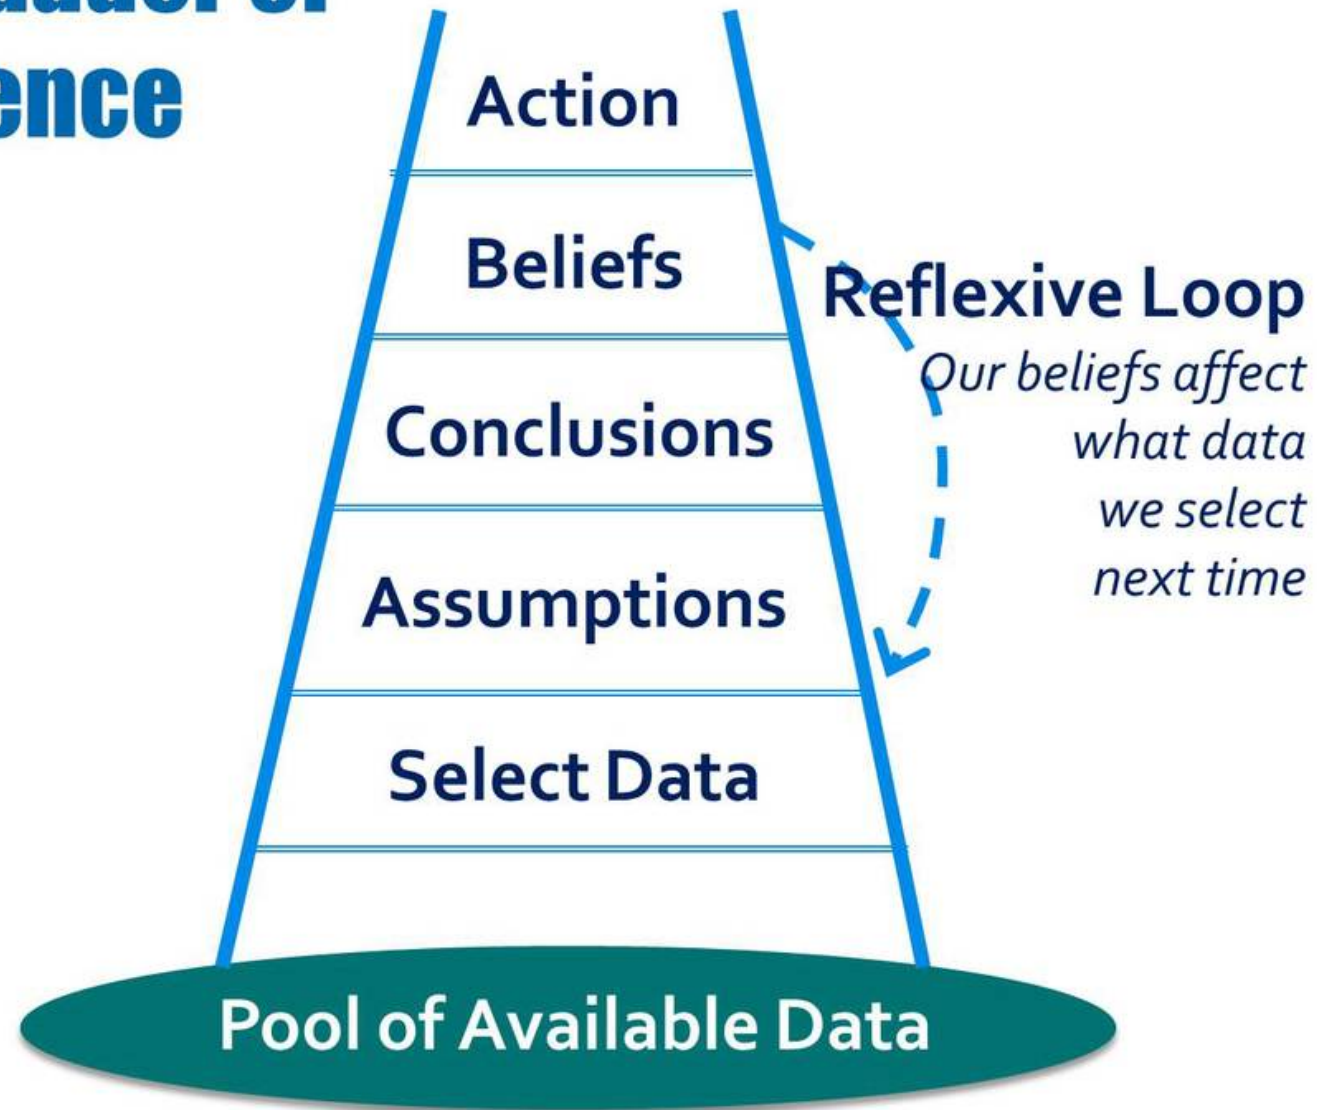 ence
Action
Beliefs
Reflexive Loop
Our beliefs affect
what data
we select
next time
Conclusions
Assumptions
Select Data
Pool of Available Data